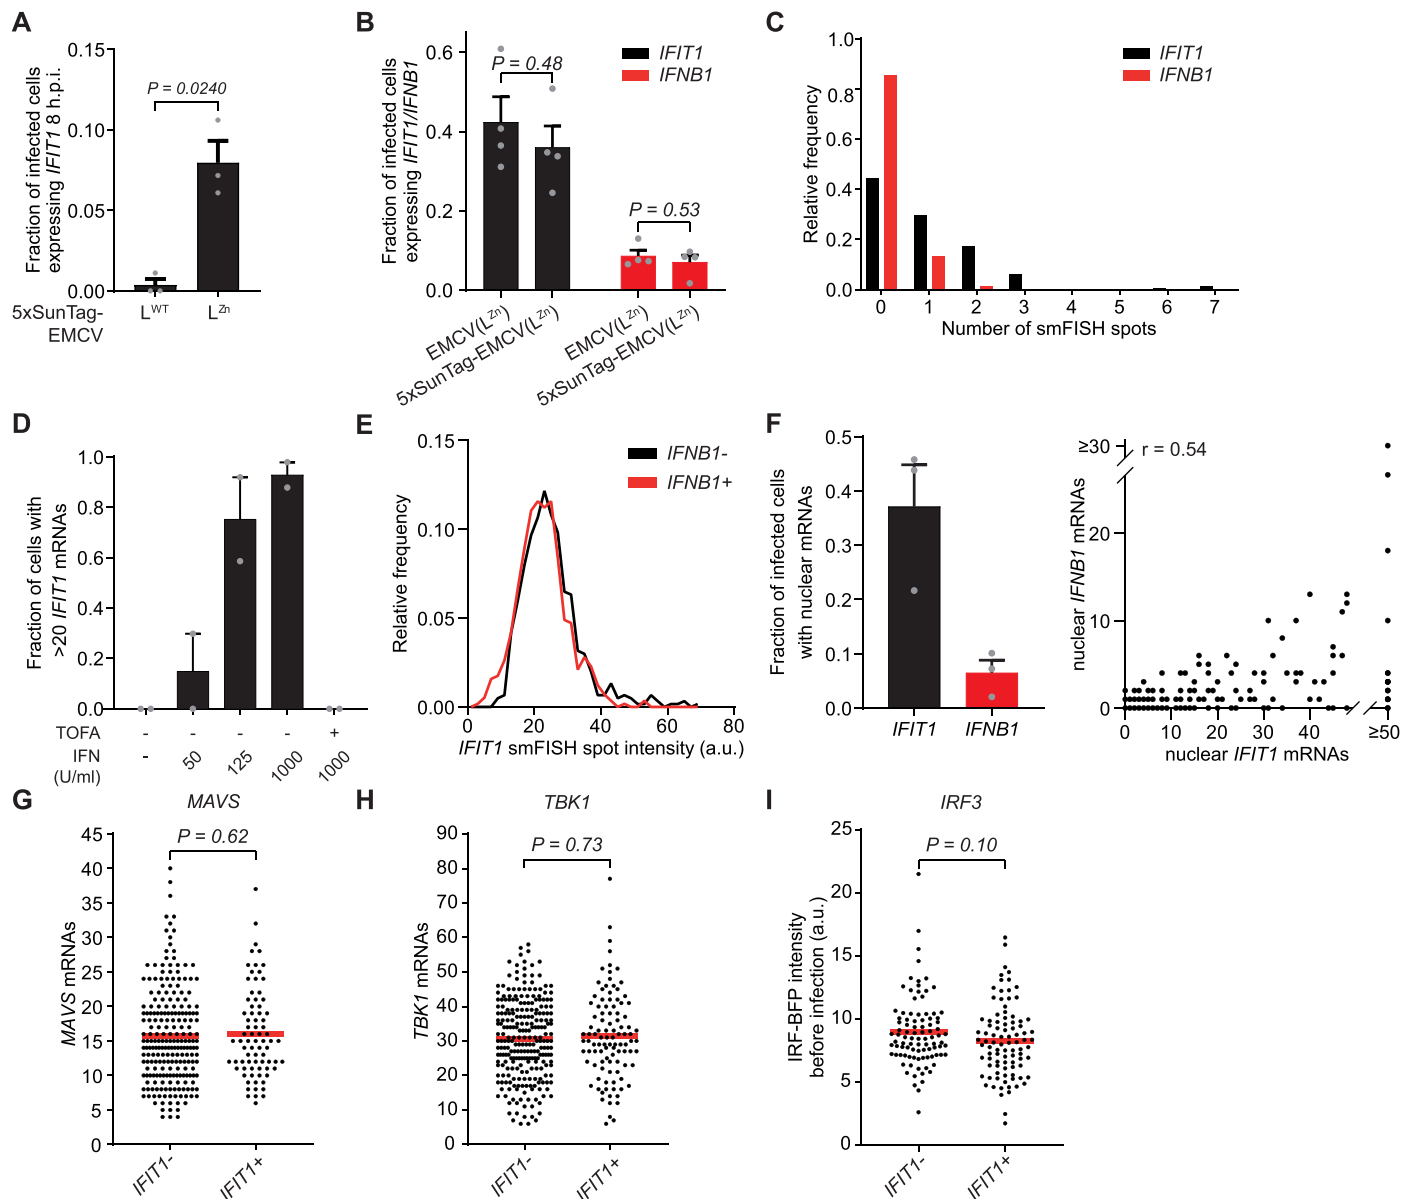 A
Fraction of infected cells
expressing IFIT1 8 h.p.i.
0.15
0.10
0.05
0.00
P = 0.0240
5xSunTag-
EMCV
L^WT
L^Zn
B
Fraction of infected cells
expressing IFIT1/IFNB1
0.6
0.4
0.2
0.0
IFIT1
IFNB1
P = 0.48
P = 0.53
EMCV(L^Zn)
5xSunTag-EMCV(L^Zn)
EMCV(L^Zn)
5xSunTag-EMCV(L^Zn)
C
Relative frequency
1.0
0.8
0.6
0.4
0.2
0.0
IFIT1
IFNB1
0 1 2 3 4 5 6 7
Number of smFISH spots
D
Fraction of cells with
>20 IFIT1 mRNAs
1.0
0.8
0.6
0.4
0.2
0.0
TOFA - - - - +
IFN - 50 125 1000 1000
(U/ml)
E
Relative frequency
0.15
0.10
0.05
0.00
IFNB1-
IFNB1+
0 20 40 60 80
IFIT1 smFISH spot intensity (a.u.)
F
Fraction of infected cells
with nuclear mRNAs
0.5
0.4
0.3
0.2
0.1
0.0
IFIT1 IFNB1
nuclear IFNB1 mRNAs
≥30
20
10
0
r = 0.54
0 10 20 30 40 ≥50
nuclear IFIT1 mRNAs
G
MAVS
MAVS mRNAs
45
40
35
30
25
20
15
10
5
0
P = 0.62
IFIT1-
IFIT1+
H
TBK1
TBK1 mRNAs
90
80
70
60
50
40
30
20
10
0
P = 0.73
IFIT1-
IFIT1+
I
IRF3
IRF-BFP intensity
before infection (a.u.)
25
20
15
10
5
0
P = 0.10
IFIT1-
IFIT1+